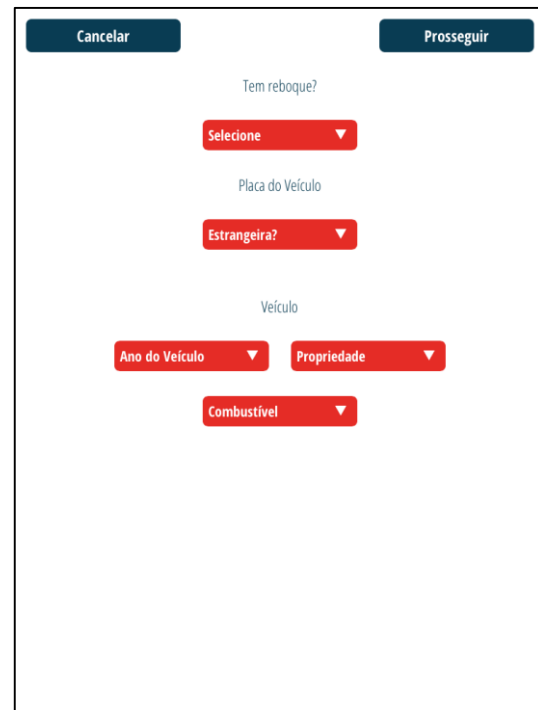 Cancelar Prosseguir
Tem reboque?
Selecione
Placa do Veículo
Estrangeira?
Veículo
Ano do Veículo Propriedade
Combustível